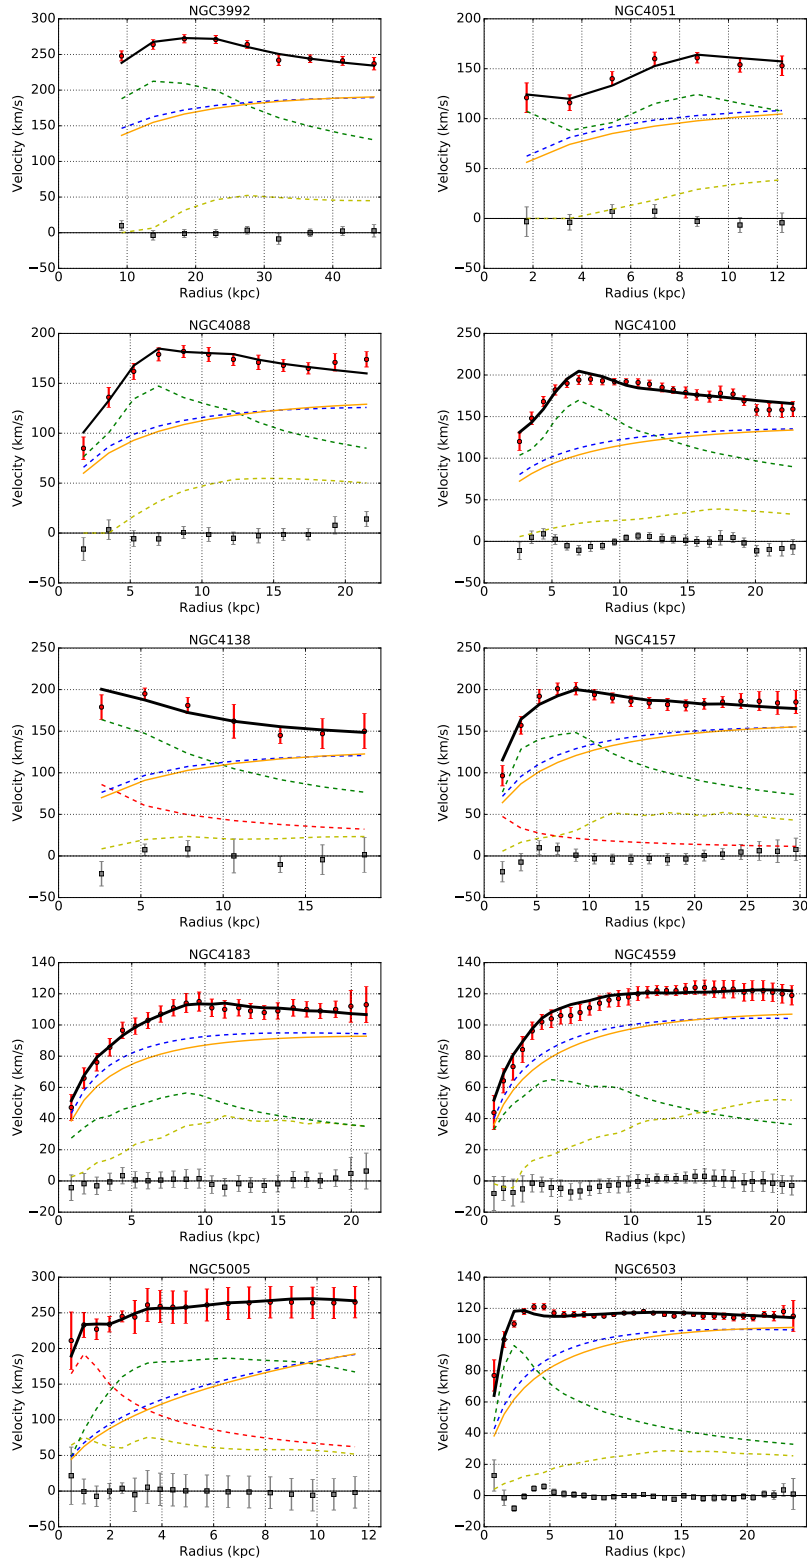 NGC3992
300
250
200
150
100
50
0
−50
Velocity (km/s)
0 10 20 30 40
Radius (kpc)
NGC4051
200
150
100
50
0
−50
Velocity (km/s)
0 2 4 6 8 10 12
Radius (kpc)
NGC4088
200
150
100
50
0
−50
Velocity (km/s)
0 5 10 15 20
Radius (kpc)
NGC4100
250
200
150
100
50
0
−50
Velocity (km/s)
0 5 10 15 20
Radius (kpc)
NGC4138
250
200
150
100
50
0
−50
Velocity (km/s)
0 5 10 15
Radius (kpc)
NGC4157
250
200
150
100
50
0
−50
Velocity (km/s)
0 5 10 15 20 25 30
Radius (kpc)
NGC4183
140
120
100
80
60
40
20
0
−20
Velocity (km/s)
0 5 10 15 20
Radius (kpc)
NGC4559
140
120
100
80
60
40
20
0
−20
Velocity (km/s)
0 5 10 15 20
Radius (kpc)
NGC5005
300
250
200
150
100
50
0
−50
Velocity (km/s)
0 2 4 6 8 10 12
Radius (kpc)
NGC6503
140
120
100
80
60
40
20
0
−20
Velocity (km/s)
0 5 10 15 20
Radius (kpc)